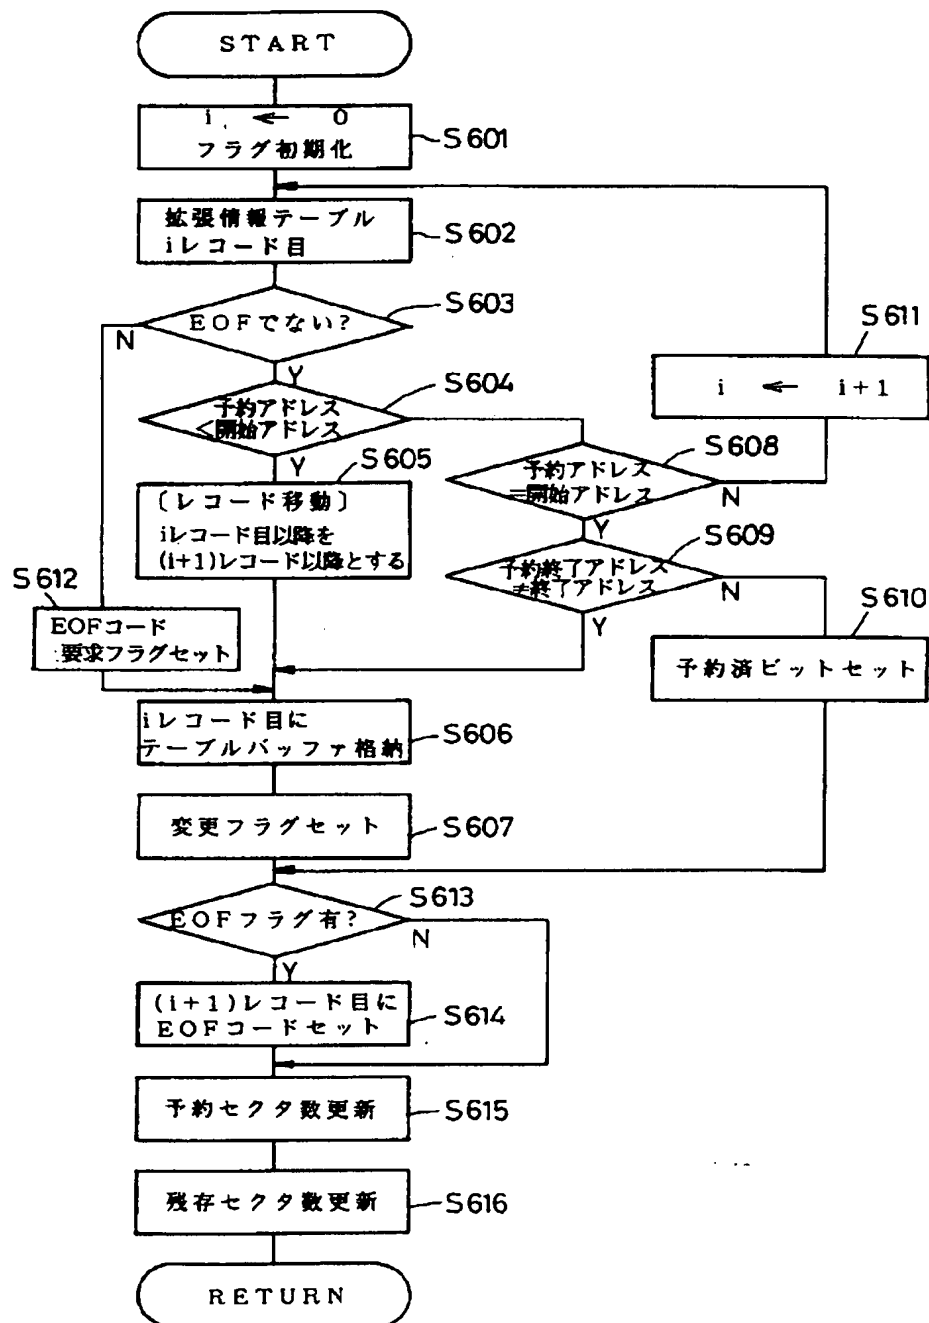 START
i ← 0
フラグ初期化
S601
拡張情報テーブル
iレコード目
S602
EOFでない?
S603
N
Y
S611
i ← i+1
予約アドレス
<開始アドレス
S604
Y
S605
〔レコード移動〕
iレコード目以降を
(i+1)レコード以降とする
S608
予約アドレス
=開始アドレス
N
Y
S609
予約終了アドレス
≠終了アドレス
N
Y
S612
EOFコード
要求フラグセット
S610
予約済ビットセット
iレコード目に
テーブルバッファ格納
S606
変更フラグセット
S607
S613
EOFフラグ有?
N
Y
(i+1)レコード目に
EOFコードセット
S614
予約セクタ数更新
S615
残存セクタ数更新
S616
RETURN